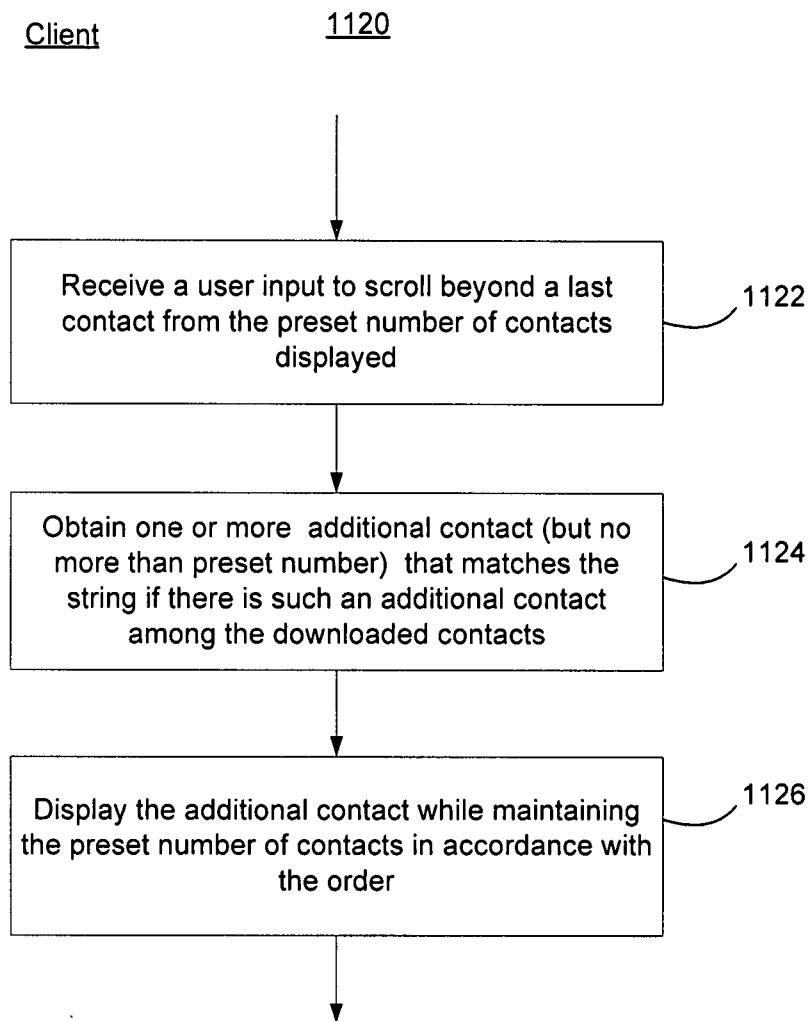 Client
1120
Receive a user input to scroll beyond a last
contact from the preset number of contacts
displayed
1122
Obtain one or more additional contact (but no
more than preset number) that matches the
string if there is such an additional contact
among the downloaded contacts
1124
Display the additional contact while maintaining
the preset number of contacts in accordance with
the order
1126